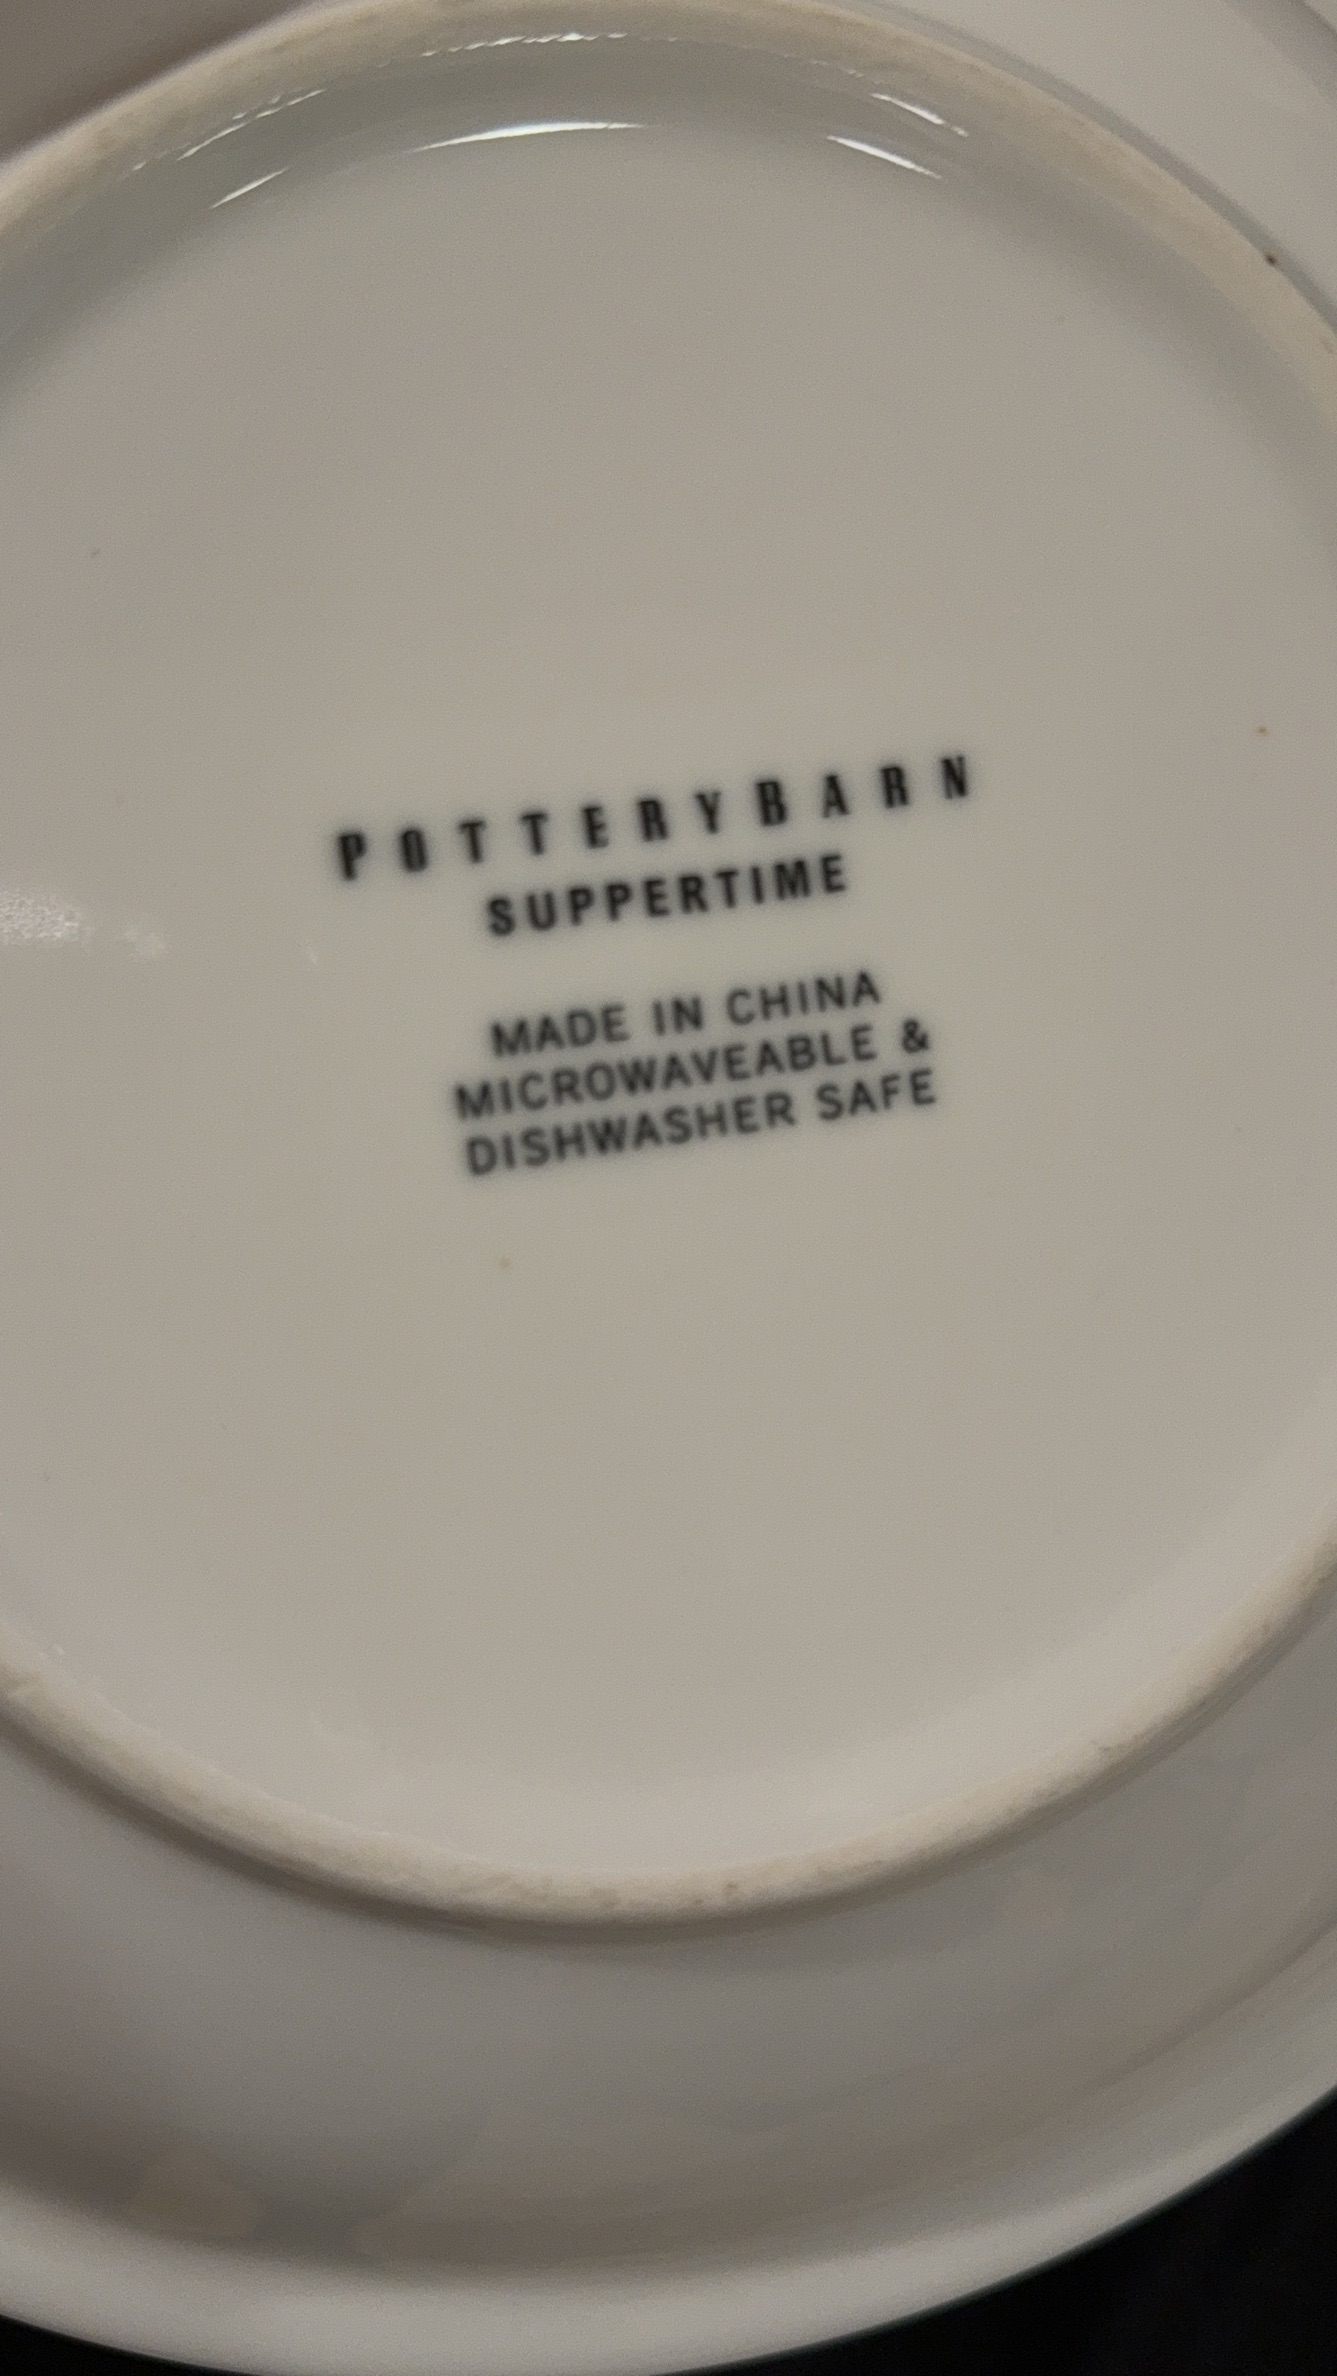 POTTERYBARN
SUPPERTIME
MADE IN CHINA
MICROWAVEABLE &
DISHWASHER SAFE